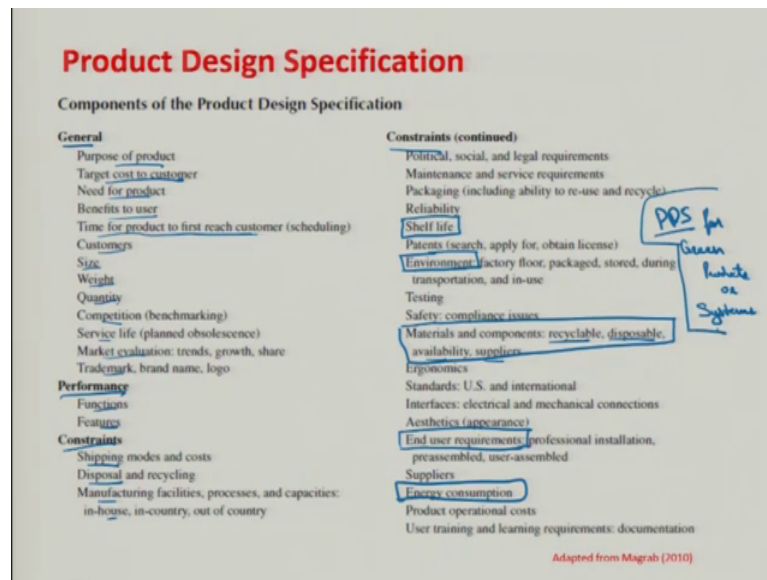 Product Design Specification
Components of the Product Design Specification
General
Purpose of product
Target cost to customer
Need for product
Benefits to user
Time for product to first reach customer (scheduling)
Customers
Size
Weight
Quantity
Competition (benchmarking)
Service life (planned obsolescence)
Market evaluation: trends, growth, share
Trademark, brand name, logo
Performance
Functions
Features
Constraints
Shipping modes and costs
Disposal and recycling
Manufacturing facilities, processes, and capacities:
in-house, in-country, out of country
Constraints (continued)
Political, social, and legal requirements
Maintenance and service requirements
Packaging (including ability to re-use and recycle)
Reliability
Shelf life
Patents (search, apply for, obtain license)
Environment: factory floor, packaged, stored, during
transportation, and in-use
Testing
Safety: compliance issues
Materials and components: recyclable, disposable,
availability, suppliers
Ergonomics
Standards: U.S. and international
Interfaces: electrical and mechanical connections
Aesthetics (appearance)
End user requirements: professional installation,
preassembled, user-assembled
Suppliers
Energy consumption
Product operational costs
User training and learning requirements: documentation
PDS for
Green
Products
or
Systems
Adapted from Magrab (2010)